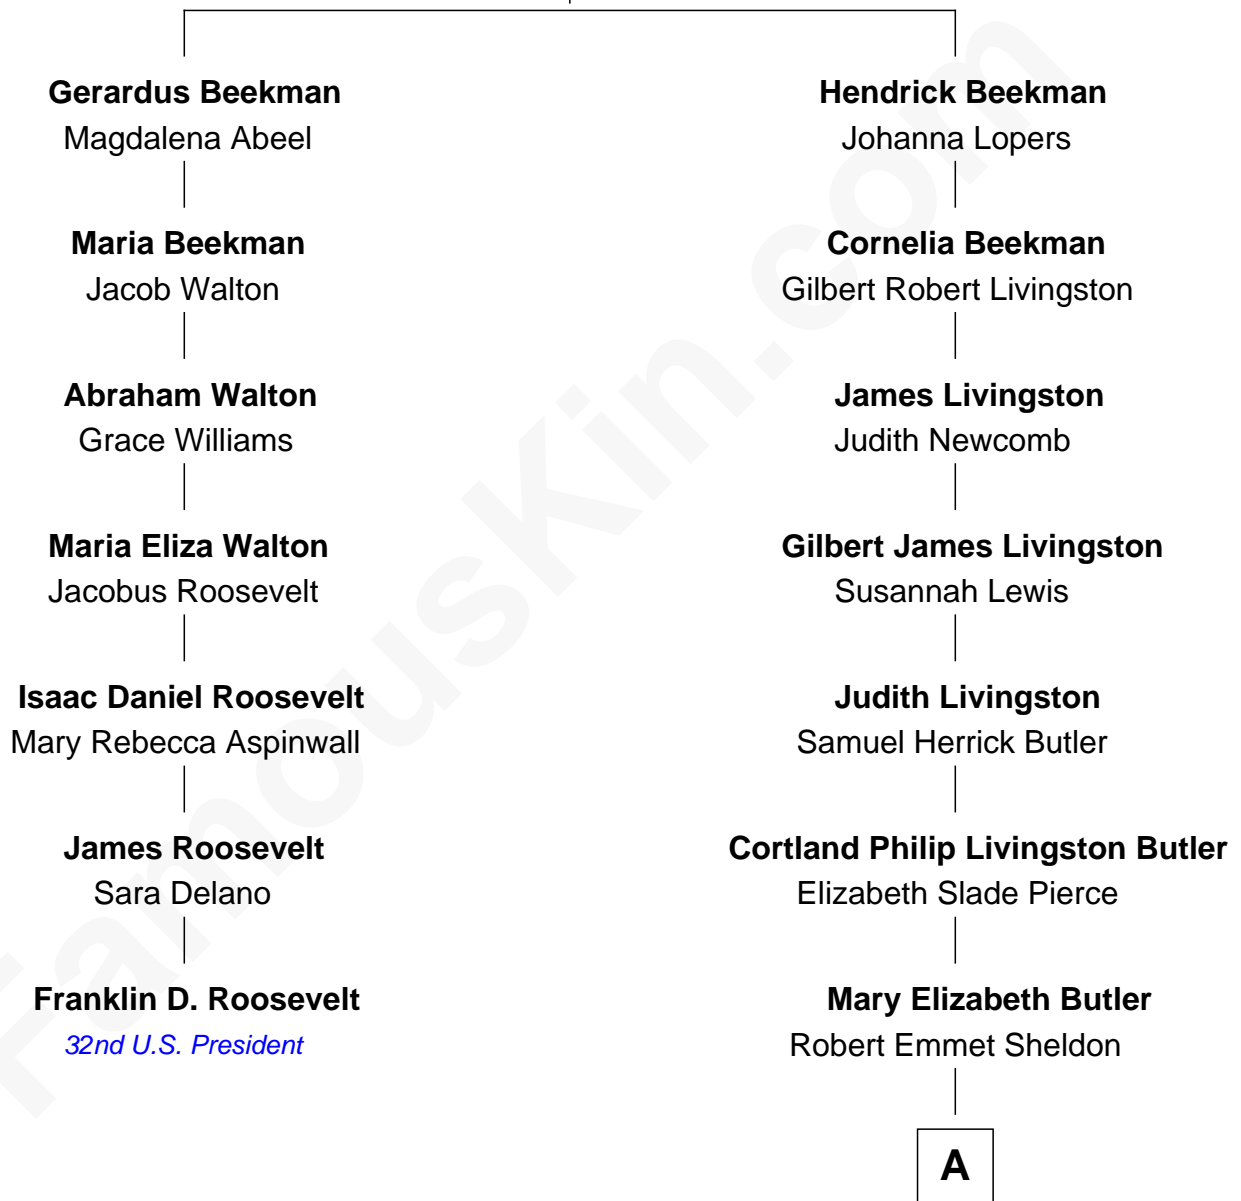 Gerardus Beekman
Magdalena Abeel
Maria Beekman
Jacob Walton
Abraham Walton
Grace Williams
Maria Eliza Walton
Jacobus Roosevelt
Isaac Daniel Roosevelt
Mary Rebecca Aspinwall
James Roosevelt
Sara Delano
Franklin D. Roosevelt
32nd U.S. President
Hendrick Beekman
Johanna Lopers
Cornelia Beekman
Gilbert Robert Livingston
James Livingston
Judith Newcomb
Gilbert James Livingston
Susannah Lewis
Judith Livingston
Samuel Herrick Butler
Cortland Philip Livingston Butler
Elizabeth Slade Pierce
Mary Elizabeth Butler
Robert Emmet Sheldon
A
FamousKin.com